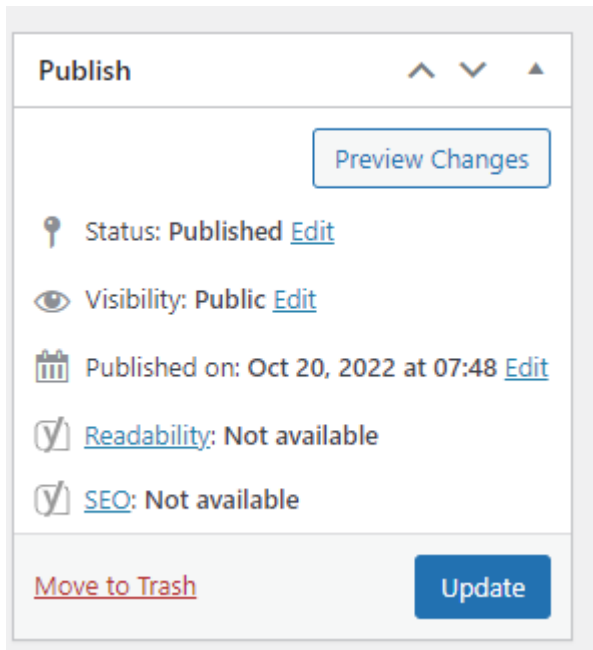 Publish
Preview Changes
Status: Published Edit
Visibility: Public Edit
Published on: Oct 20, 2022 at 07:48 Edit
Readability: Not available
SEO: Not available
Move to Trash
Update